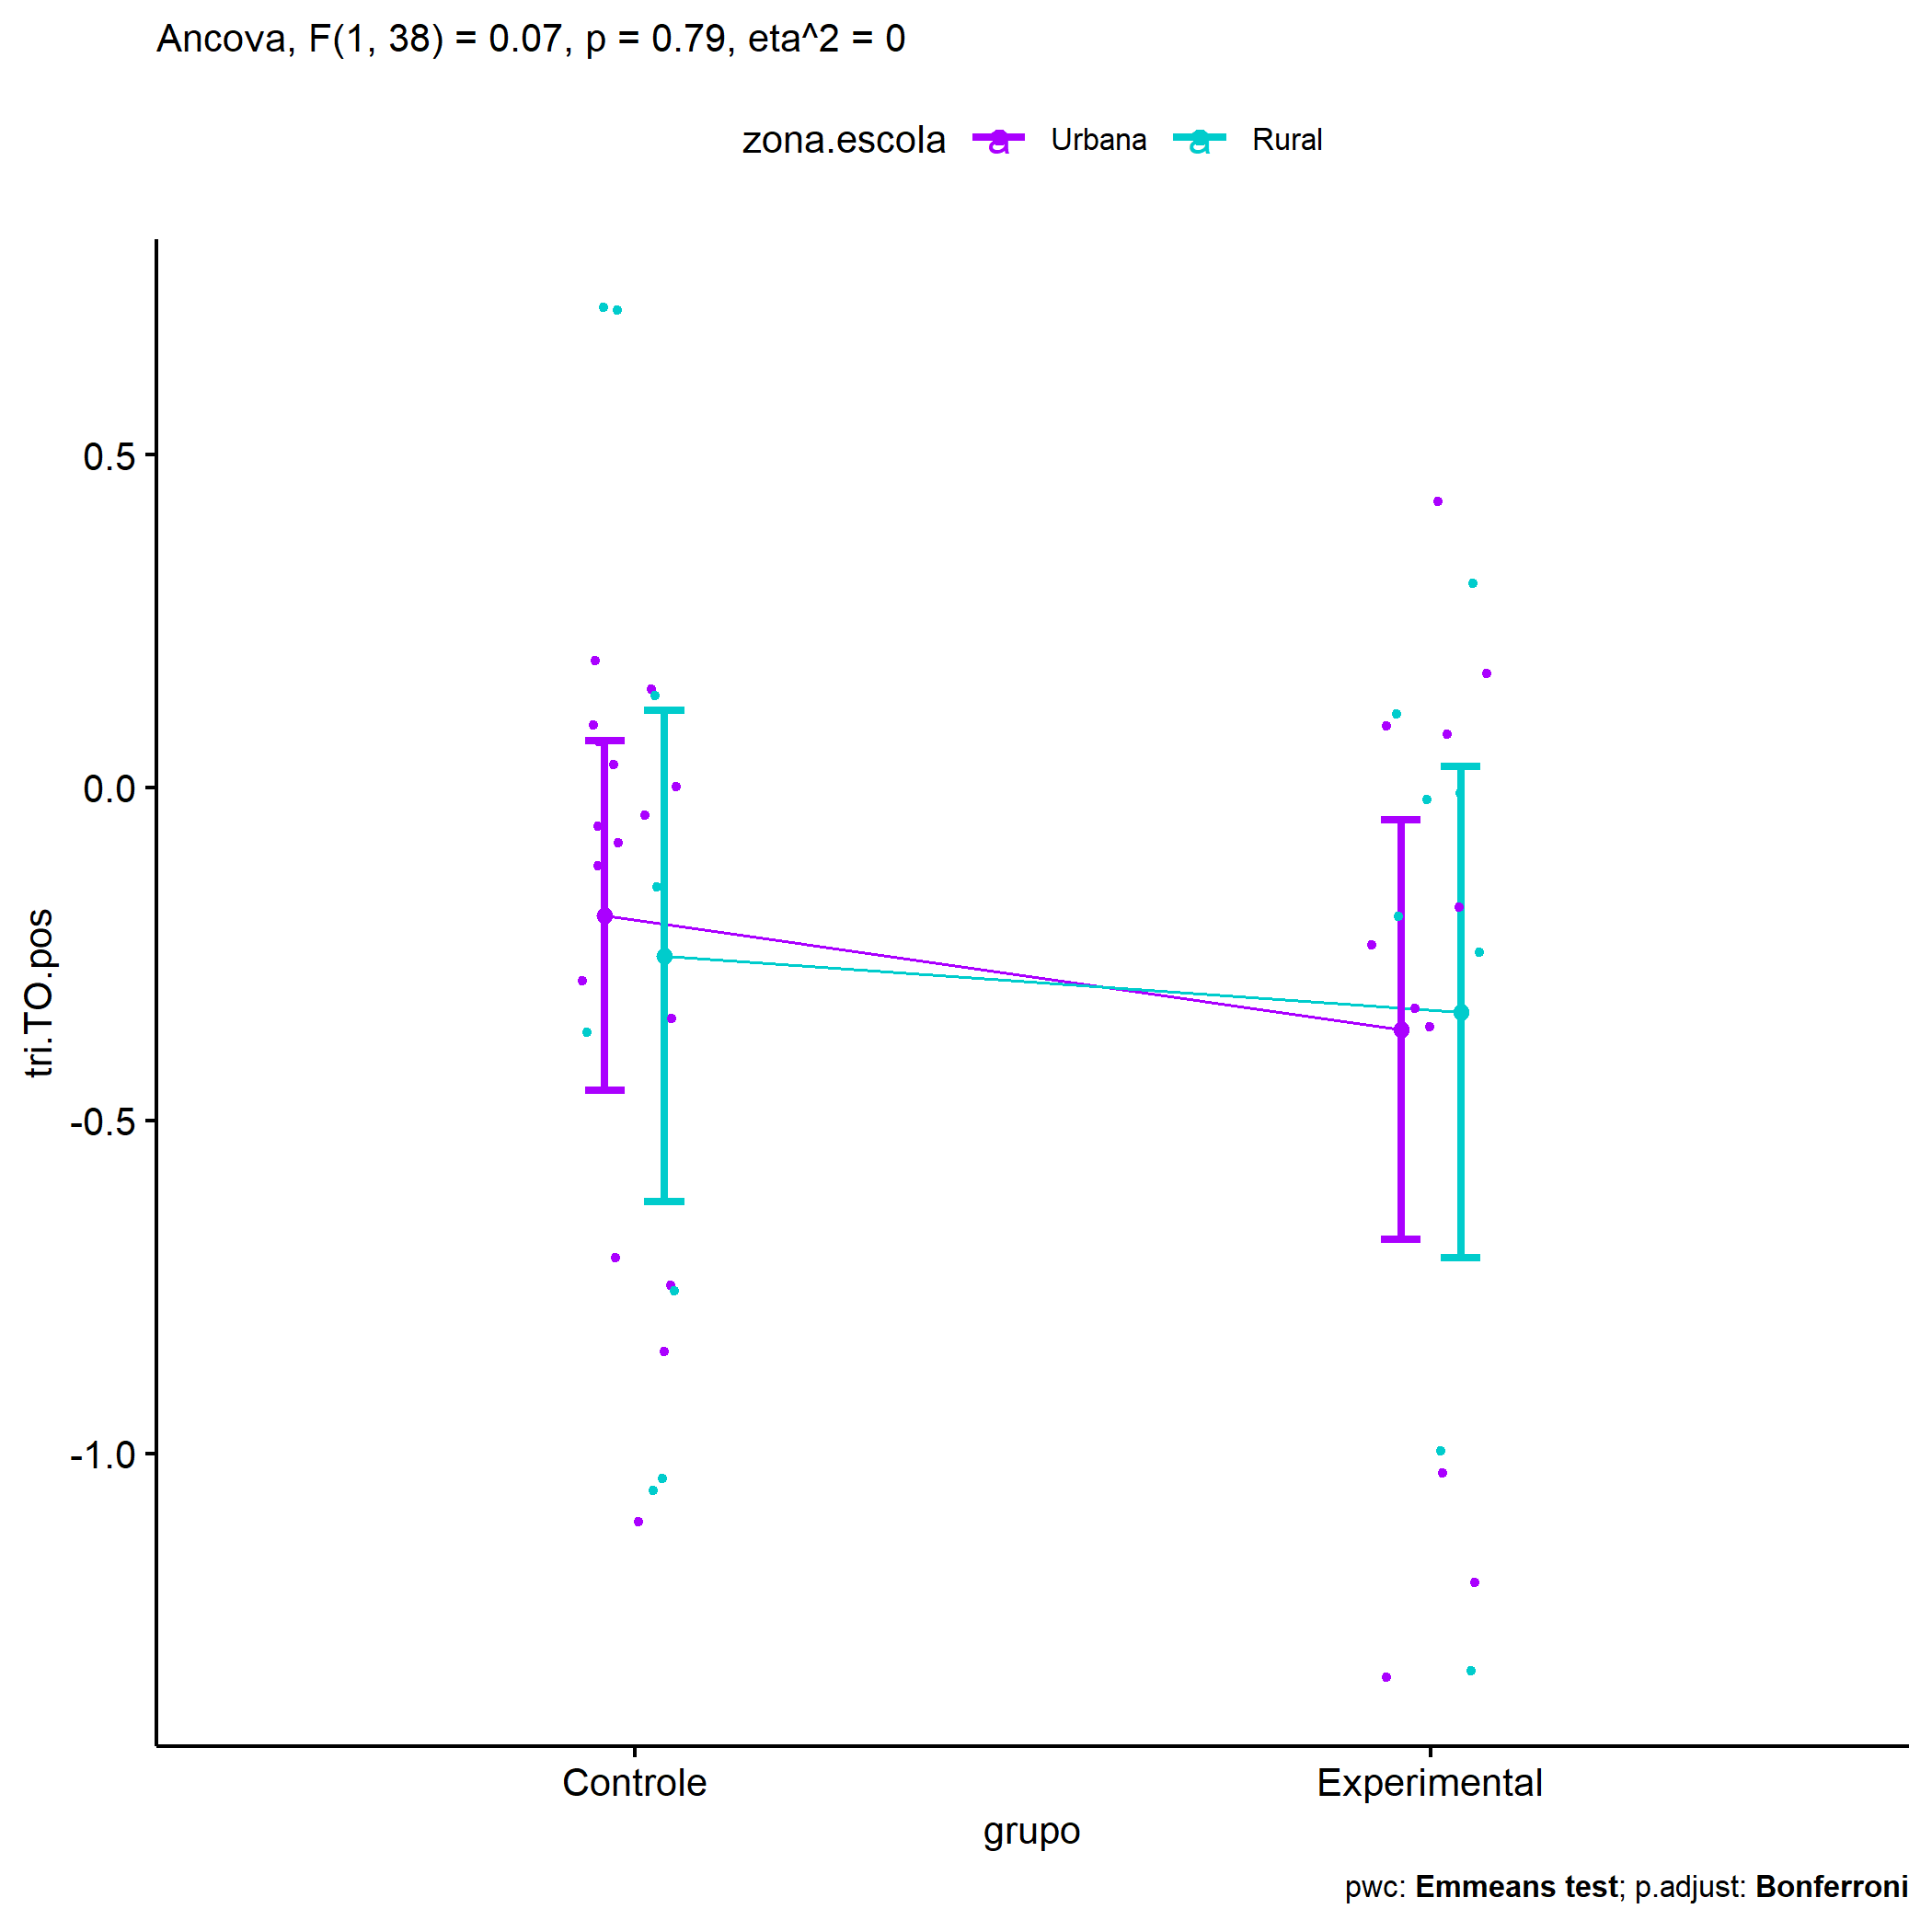 Ancova, F(1, 38) = 0.07, p = 0.79, eta^2 = 0
zona.escola a Urbana a Rural
0.5
0.0
-0.5
-1.0
tri.TO.pos
Controle Experimental
grupo
pwc: Emmeans test; p.adjust: Bonferroni